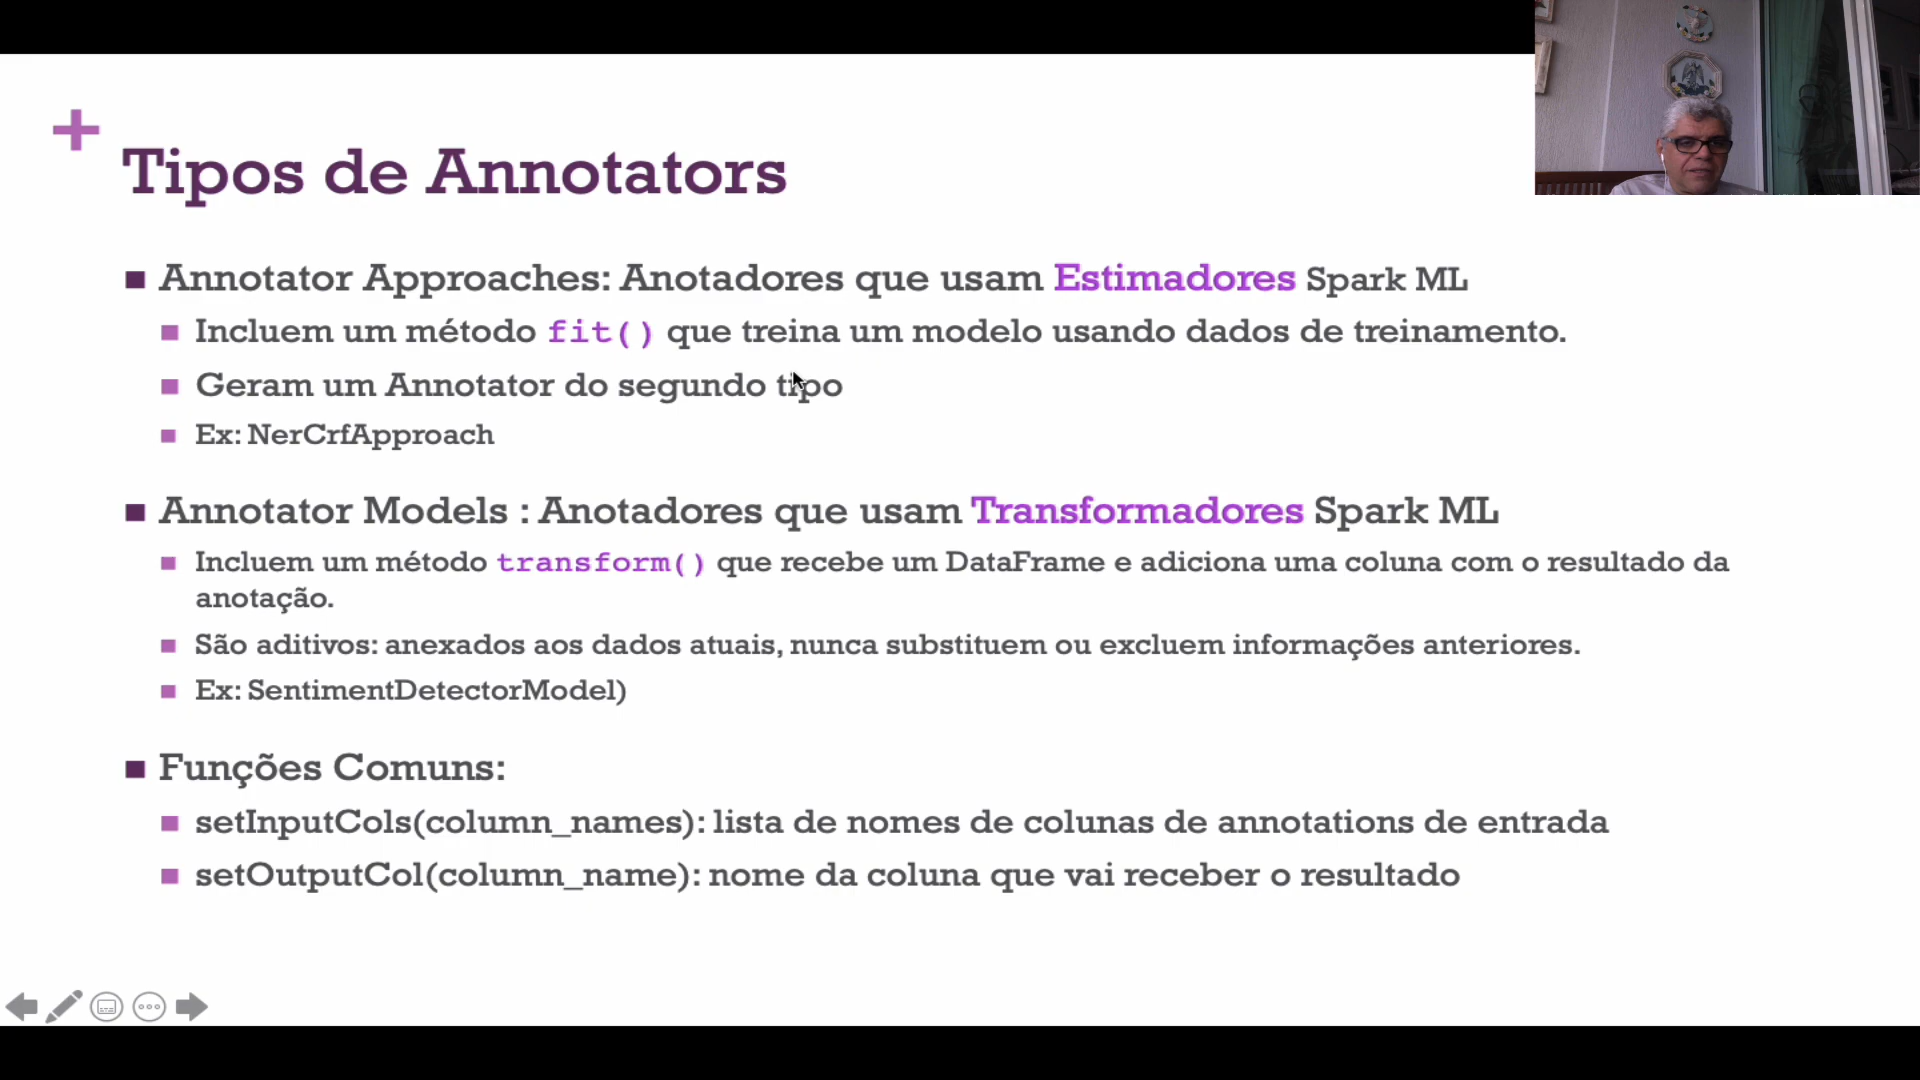 +
Tipos de Annotators
Annotator Approaches: Anotadores que usam Estimadores Spark ML
Incluem um método fit() que treina um modelo usando dados de treinamento.
Geram um Annotator do segundo tipo
Ex: NerCrfApproach
Annotator Models : Anotadores que usam Transformadores Spark ML
Incluem um método transform() que recebe um DataFrame e adiciona uma coluna com o resultado da
anotação.
São aditivos: anexados aos dados atuais, nunca substituem ou excluem informações anteriores.
Ex: SentimentDetectorModel)
Funções Comuns:
setInputCols(column_names): lista de nomes de colunas de annotations de entrada
setOutputCol(column_name): nome da coluna que vai receber o resultado